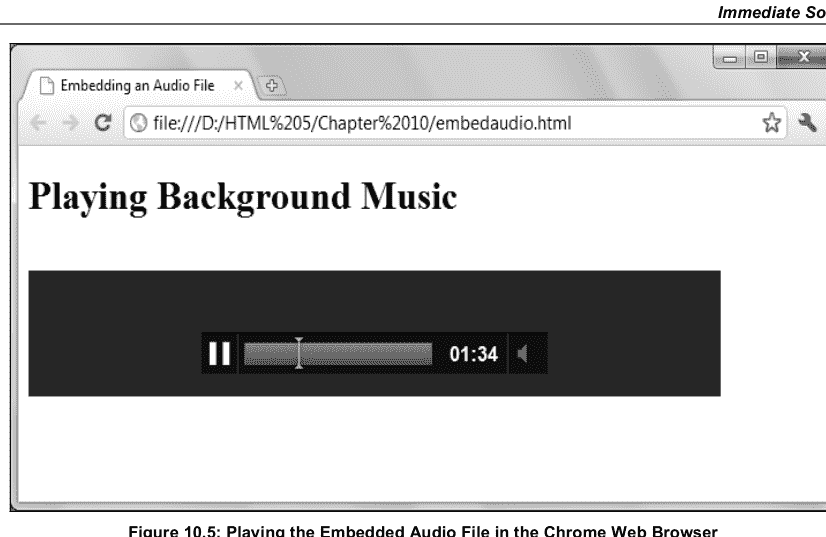 Immediate So
Embedding an Audio File
file:///D:/HTML%205/Chapter%2010/embedaudio.html
Playing Background Music
01:34
Figure 10.5: Playing the Embedded Audio File in the Chrome Web Browser